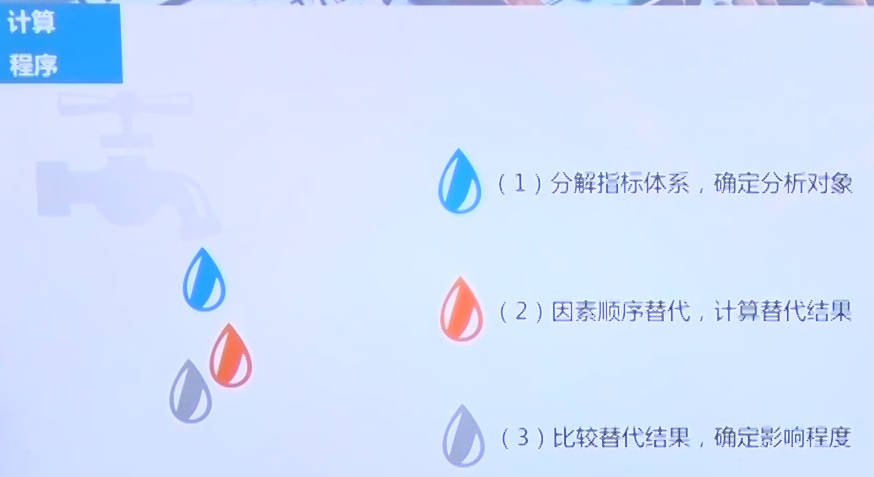 计算
程序
（1）分解指标体系，确定分析对象
（2）因素顺序替代，计算替代结果
（3）比较替代结果，确定影响程度